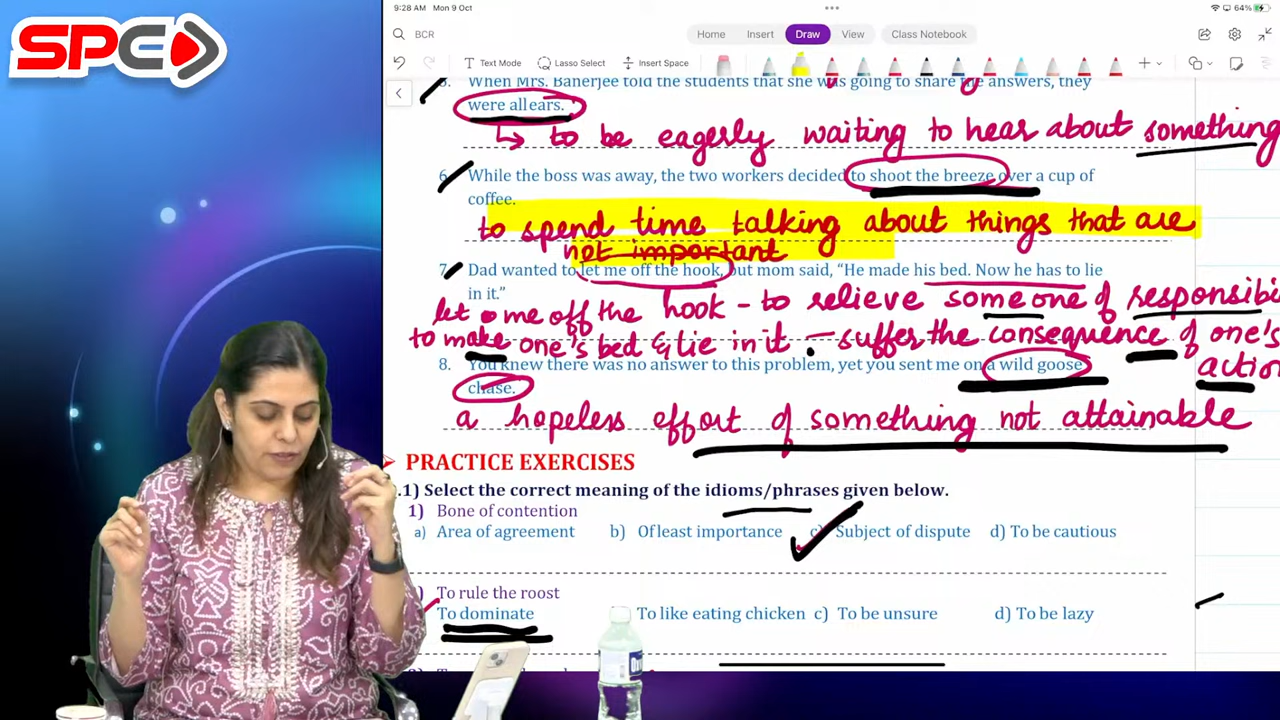 SPC
9:28 AM Mon 9 Oct
64%
BCR
Home Insert Draw View Class Notebook
Text Mode Lasso Select Insert Space
When Mrs. Banerjee told the students that she was going to share the answers, they
were all ears.
↳ to be eagerly waiting to hear about something
6. While the boss was away, the two workers decided to shoot the breeze over a cup of
coffee.
to spend time talking about things that are
not important
7. Dad wanted to let me off the hook, but mom said, “He made his bed. Now he has to lie
in it.”
let me off the hook - to relieve someone of responsibi
to make one's bed & lie in it - suffer the consequence of one's
action
8. You knew there was no answer to this problem, yet you sent me on a wild goose
chase.
a hopeless effort of something not attainable
PRACTICE EXERCISES
.1) Select the correct meaning of the idioms/phrases given below.
1) Bone of contention
a) Area of agreement b) Of least importance c) Subject of dispute d) To be cautious
) To rule the roost
To dominate To like eating chicken c) To be unsure d) To be lazy